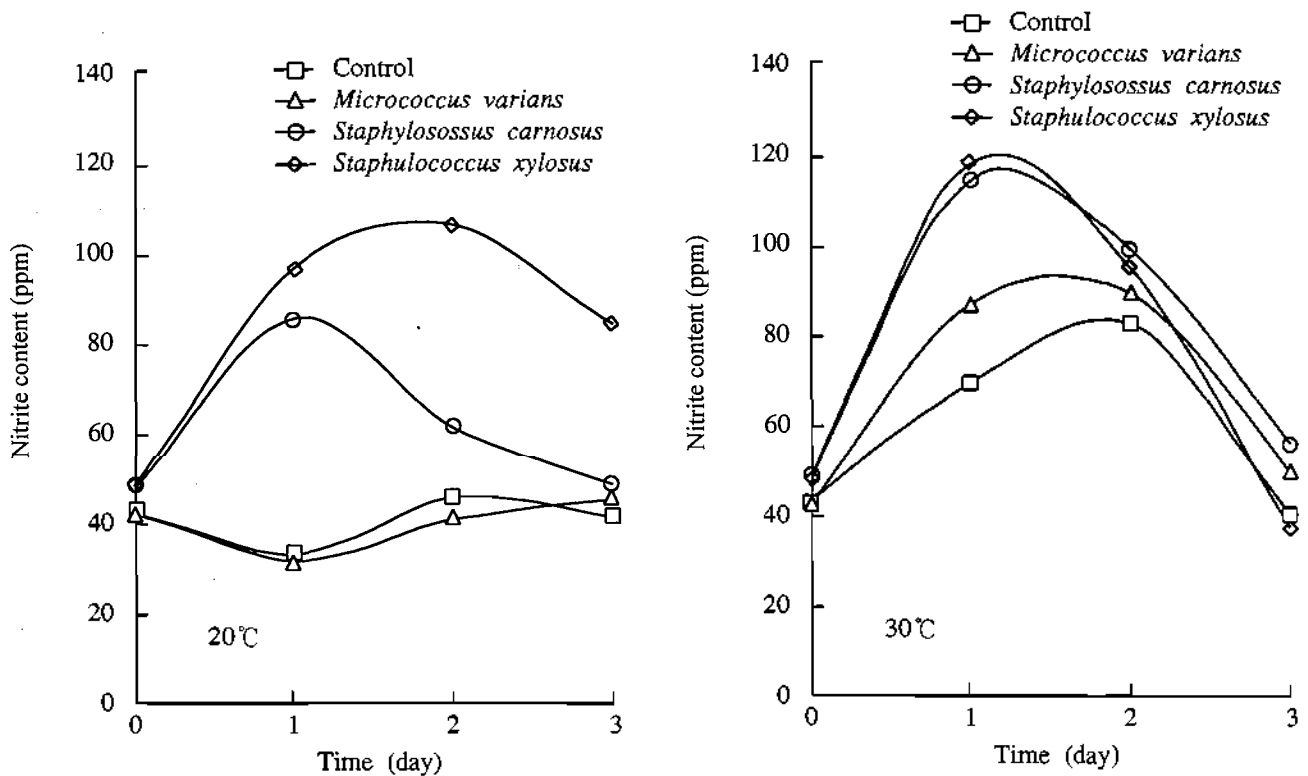 Control
Micrococcus varians
Staphylosossus carnosus
Staphulococcus xylosus
140
120
100
80
60
40
20
0
Nitrite content (ppm)
20℃
0 1 2 3
Time (day)
Control
Micrococcus varians
Staphylosossus carnosus
Staphulococcus xylosus
140
120
100
80
60
40
20
0
Nitrite content (ppm)
30℃
0 1 2 3
Time (day)